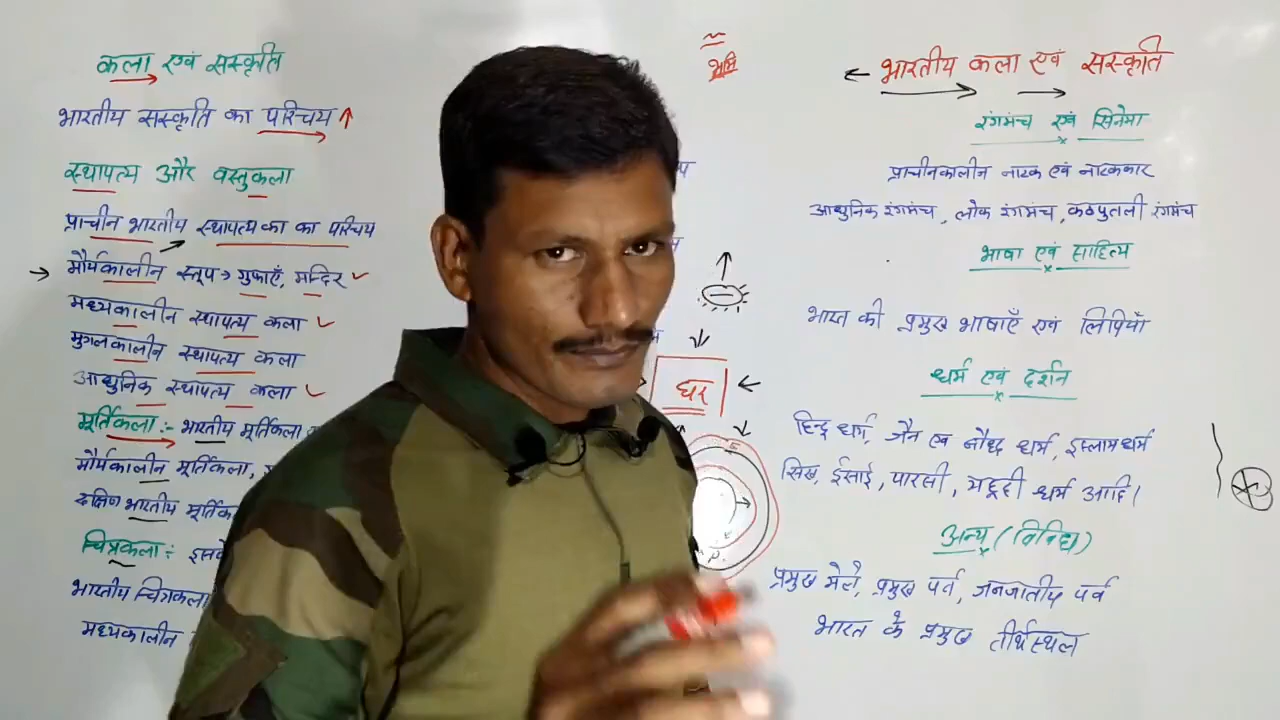 कला एवं संस्कृति
भारतीय संस्कृति का परिचय
स्थापत्य और वस्तुकला
प्राचीन भारतीय स्थापत्य का का परिचय
मौर्यकालीन स्तूप → गुफाएँ, मन्दिर
मध्यकालीन स्थापत्य कला
मुगलकालीन स्थापत्य कला
आधुनिक स्थापत्य कला
मूर्तिकला :- भारतीय मूर्तिकला
मौर्यकालीन मूर्तिकला,
दक्षिण भारतीय
चित्रकला :-
भारतीय चित्रकला
मध्यकालीन
घर
भारतीय कला एवं संस्कृति
रंगमंच एवं सिनेमा
प्राचीनकालीन नाटक एवं नाटककार
आधुनिक रंगमंच, लोक रंगमंच, कठपुतली रंगमंच
भाषा एवं साहित्य
भारत की प्रमुख भाषाएँ एवं लिपियाँ
धर्म एवं दर्शन
हिन्दू धर्म, जैन एवं बौद्ध धर्म, इस्लाम धर्म
सिख, ईसाई, पारसी, यहूदी धर्म आदि।
अन्य (विविध)
प्रमुख मेले, प्रमुख पर्व, जनजातीय पर्व
भारत के प्रमुख तीर्थस्थल